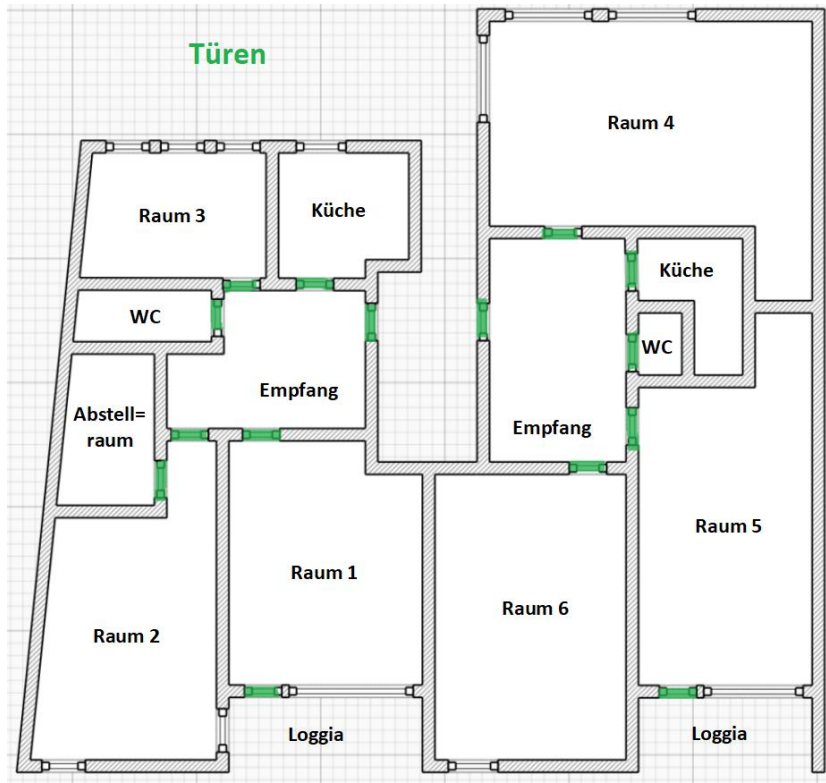 Türen
Raum 4
Raum 3
Küche
Küche
WC
WC
Empfang
Abstell=
raum
Empfang
Raum 5
Raum 1
Raum 6
Raum 2
Loggia
Loggia